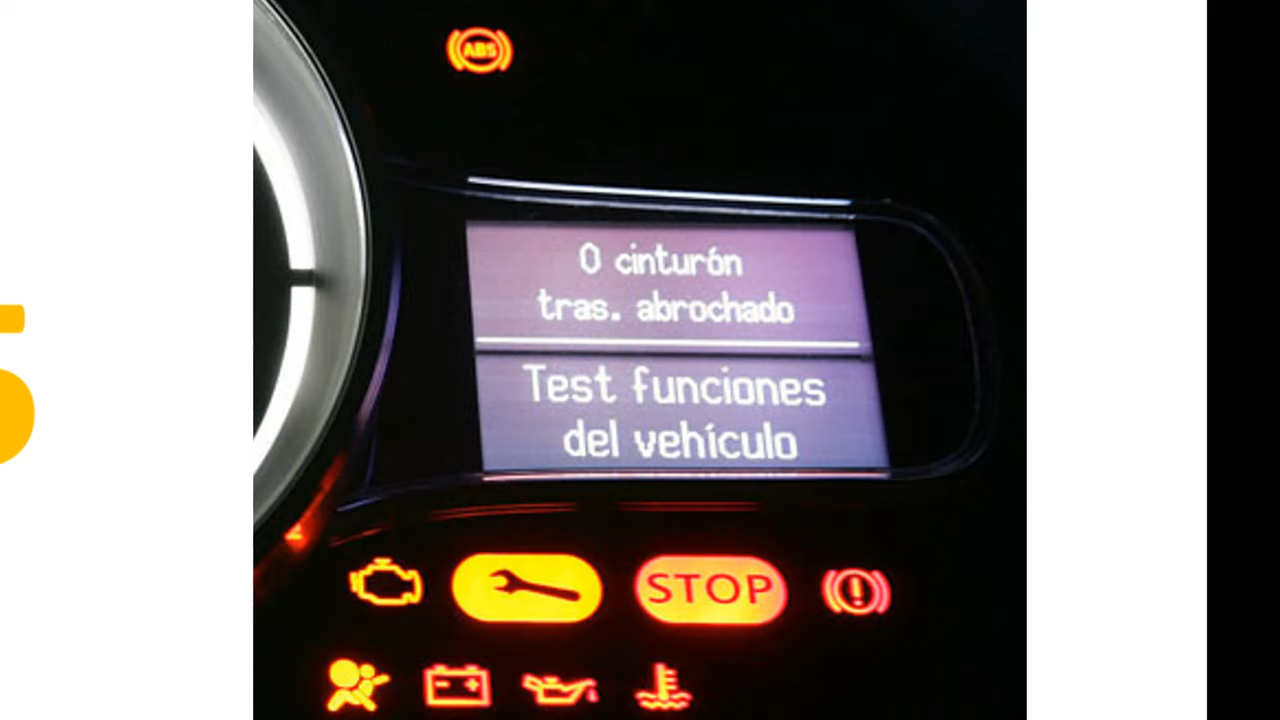 ABS
0 cinturón
tras. abrochado
Test funciones
del vehículo
STOP